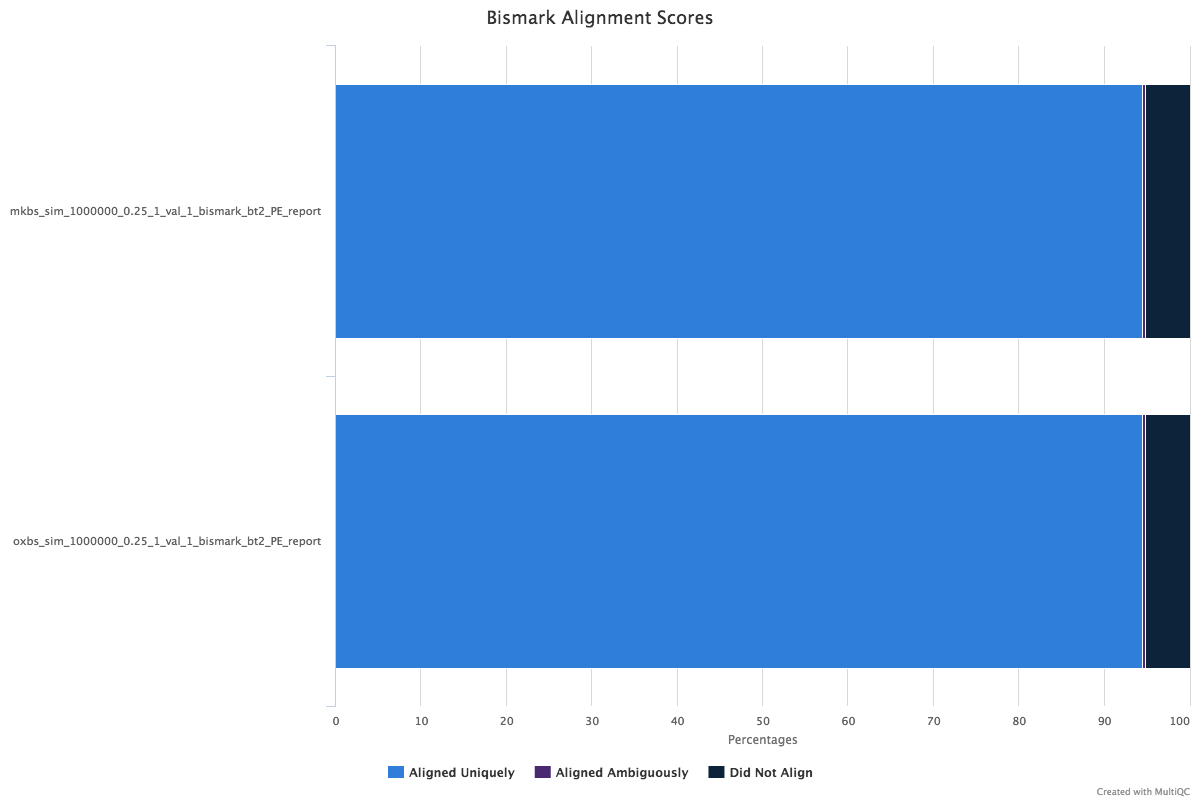 Bismark Alignment Scores
mkbs_sim_1000000_0.25_1_val_1_bismark_bt2_PE_report
oxbs_sim_1000000_0.25_1_val_1_bismark_bt2_PE_report
0 10 20 30 40 50 60 70 80 90 100
Percentages
Aligned Uniquely Aligned Ambiguously Did Not Align
Created with MultiQC